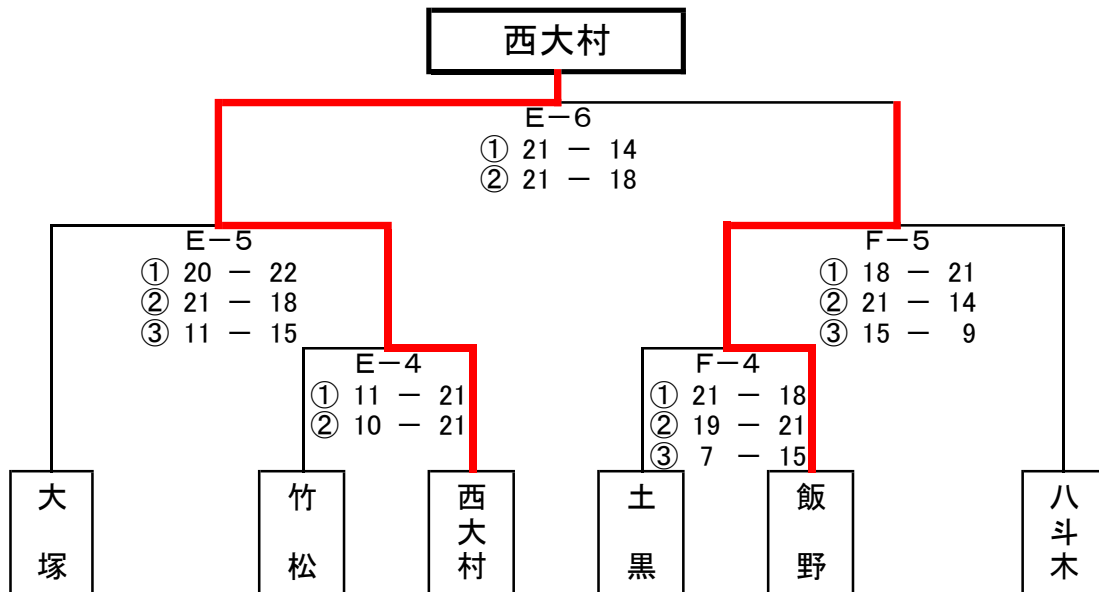 西大村
E-6
① 21 - 14
② 21 - 18
E-5
① 20 - 22
② 21 - 18
③ 11 - 15
F-5
① 18 - 21
② 21 - 14
③ 15 - 9
E-4
① 11 - 21
② 10 - 21
F-4
① 21 - 18
② 19 - 21
③ 7 - 15
大塚
竹松
西大村
土黒
飯野
八斗木